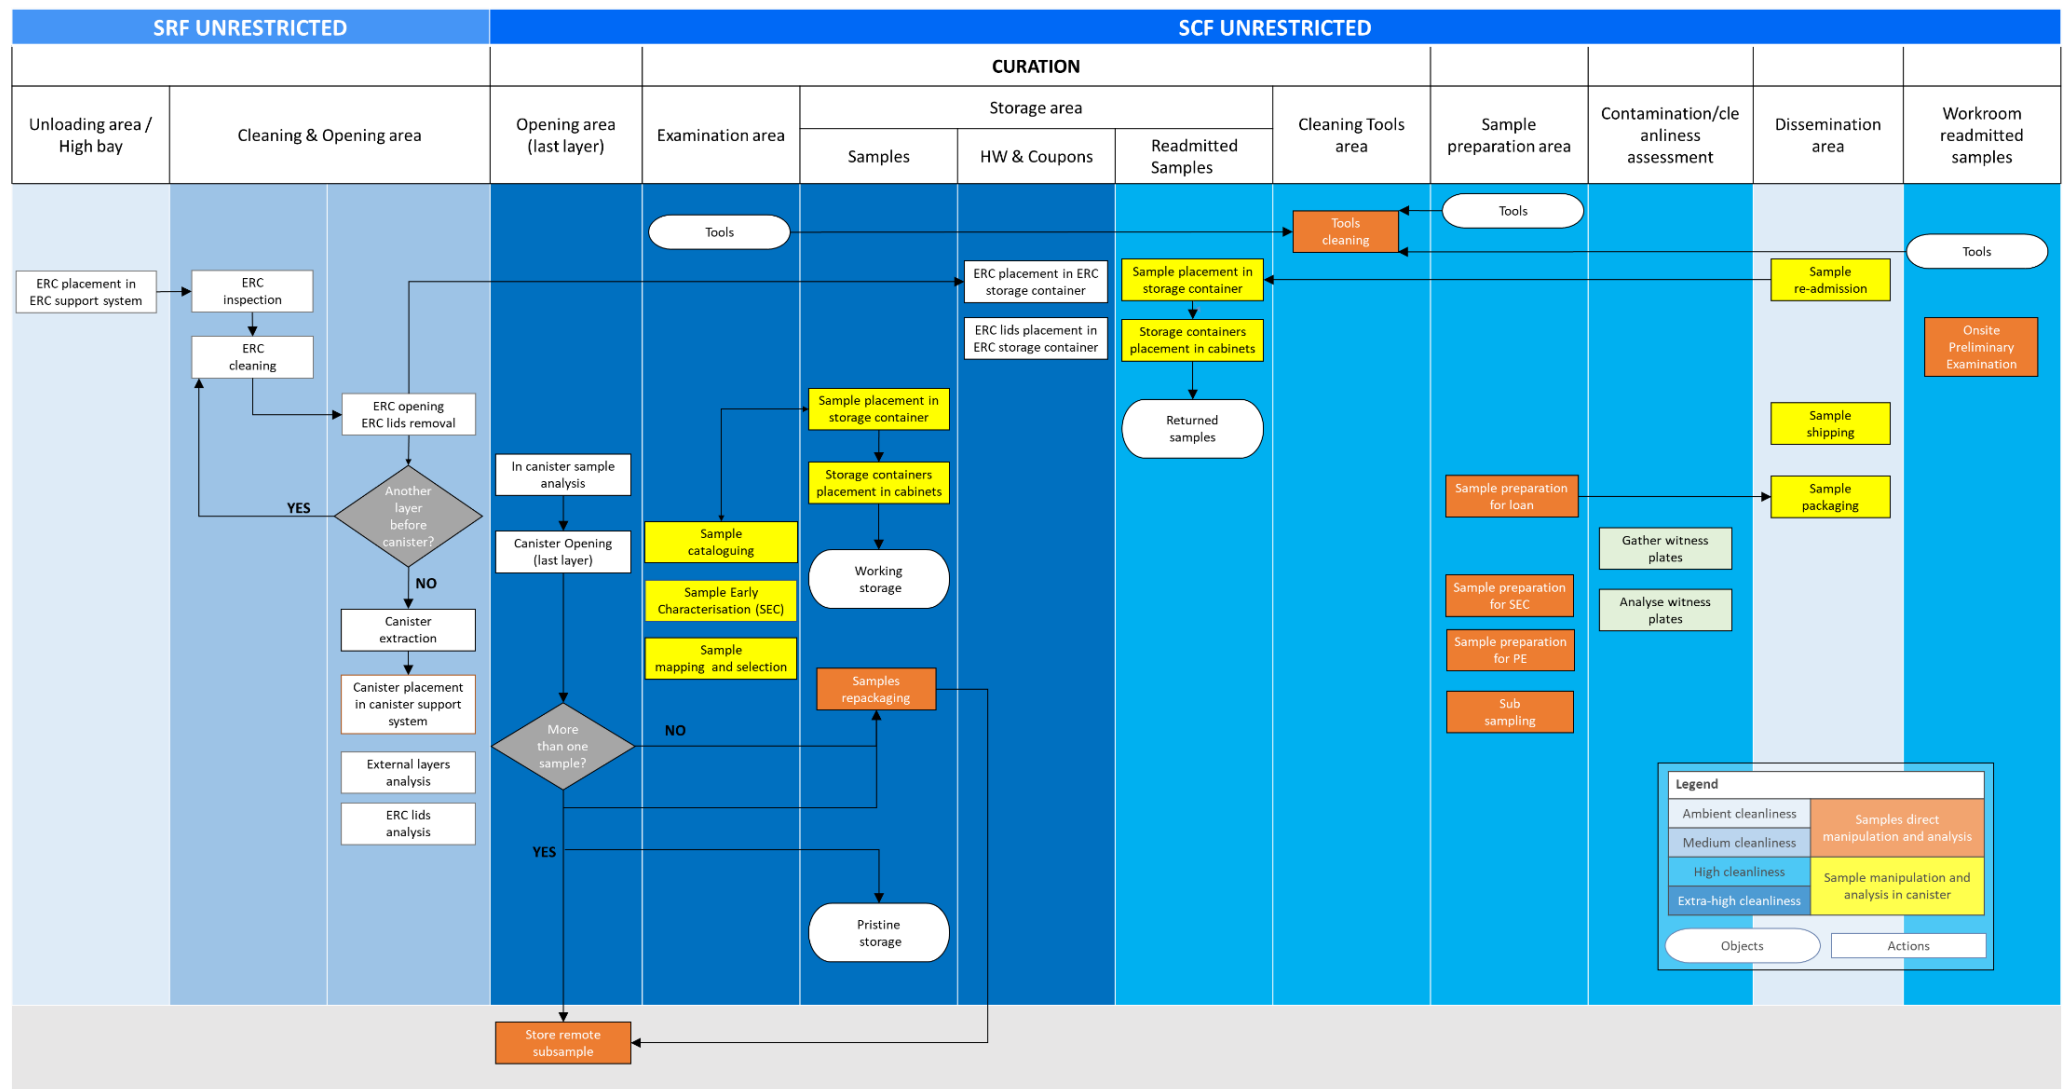 SRF UNRESTRICTED
SCF UNRESTRICTED
CURATION
Unloading area /
High bay
Cleaning & Opening area
Opening area
(last layer)
Examination area
Storage area
Samples
HW & Coupons
Readmitted
Samples
Cleaning Tools
area
Sample
preparation area
Contamination/cle
anliness
assessment
Dissemination
area
Workroom
readmitted
samples
Tools
Tools
cleaning
Tools
Tools
ERC placement in
ERC support system
ERC
inspection
ERC
cleaning
ERC opening
ERC lids removal
Another
layer
before
canister?
YES
NO
Canister
extraction
Canister placement
in canister support
system
External layers
analysis
ERC lids
analysis
In canister sample
analysis
Canister Opening
(last layer)
More
than one
sample?
NO
YES
Store remote
subsample
Sample
cataloguing
Sample Early
Characterisation (SEC)
Sample
mapping and selection
Sample placement in
storage container
Storage containers
placement in cabinets
Working
storage
Samples
repackaging
Pristine
storage
ERC placement in ERC
storage container
ERC lids placement in
ERC storage container
Sample placement in
storage container
Storage containers
placement in cabinets
Returned
samples
Sample preparation
for loan
Sample preparation
for SEC
Sample preparation
for PE
Sub
sampling
Gather witness
plates
Analyse witness
plates
Sample
re-admission
Sample
shipping
Sample
packaging
Onsite
Preliminary
Examination
Legend
Ambient cleanliness
Medium cleanliness
High cleanliness
Extra-high cleanliness
Samples direct
manipulation and analysis
Sample manipulation and
analysis in canister
Objects
Actions